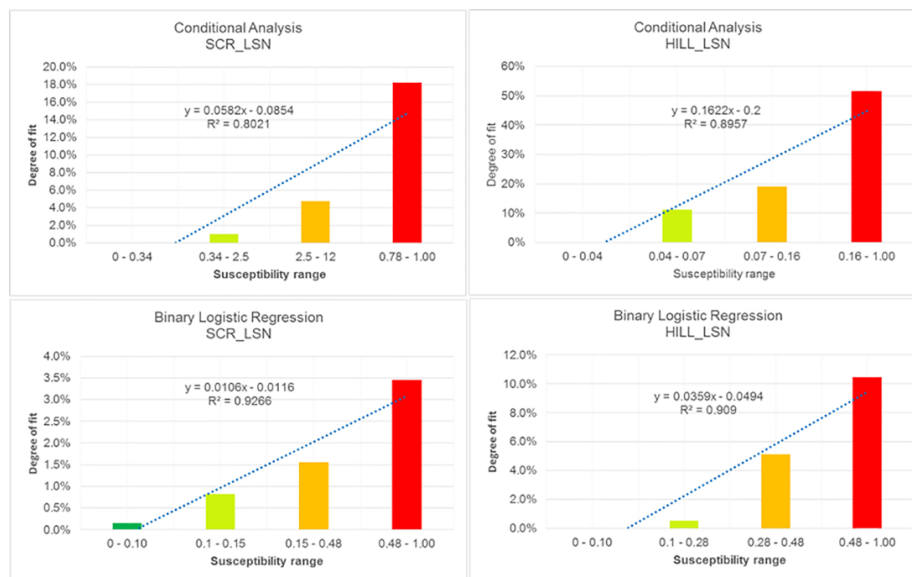 Conditional Analysis
SCR_LSN
20.0%
18.0%
16.0%
14.0%
12.0%
10.0%
8.0%
6.0%
4.0%
2.0%
0.0%
Degree of fit
y = 0.0582x - 0.0854
R² = 0.8021
0 - 0.34 0.34 - 2.5 2.5 - 12 0.78 - 1.00
Susceptibility range
Conditional Analysis
HILL_LSN
60%
50%
40%
30%
20%
10%
0%
Degree of fit
y = 0.1622x - 0.2
R² = 0.8957
0 - 0.04 0.04 - 0.07 0.07 - 0.16 0.16 - 1.00
Susceptibility range
Binary Logistic Regression
SCR_LSN
4.0%
3.5%
3.0%
2.5%
2.0%
1.5%
1.0%
0.5%
0.0%
Degree of fit
y = 0.0106x - 0.0116
R² = 0.9266
0 - 0.10 0.1 - 0.15 0.15 - 0.48 0.48 - 1.00
Susceptibility range
Binary Logistic Regression
HILL_LSN
12.0%
10.0%
8.0%
6.0%
4.0%
2.0%
0.0%
Degree of fit
y = 0.0359x - 0.0494
R² = 0.909
0 - 0.10 0.1 - 0.28 0.28 - 0.48 0.48 - 1.00
Susceptibility range